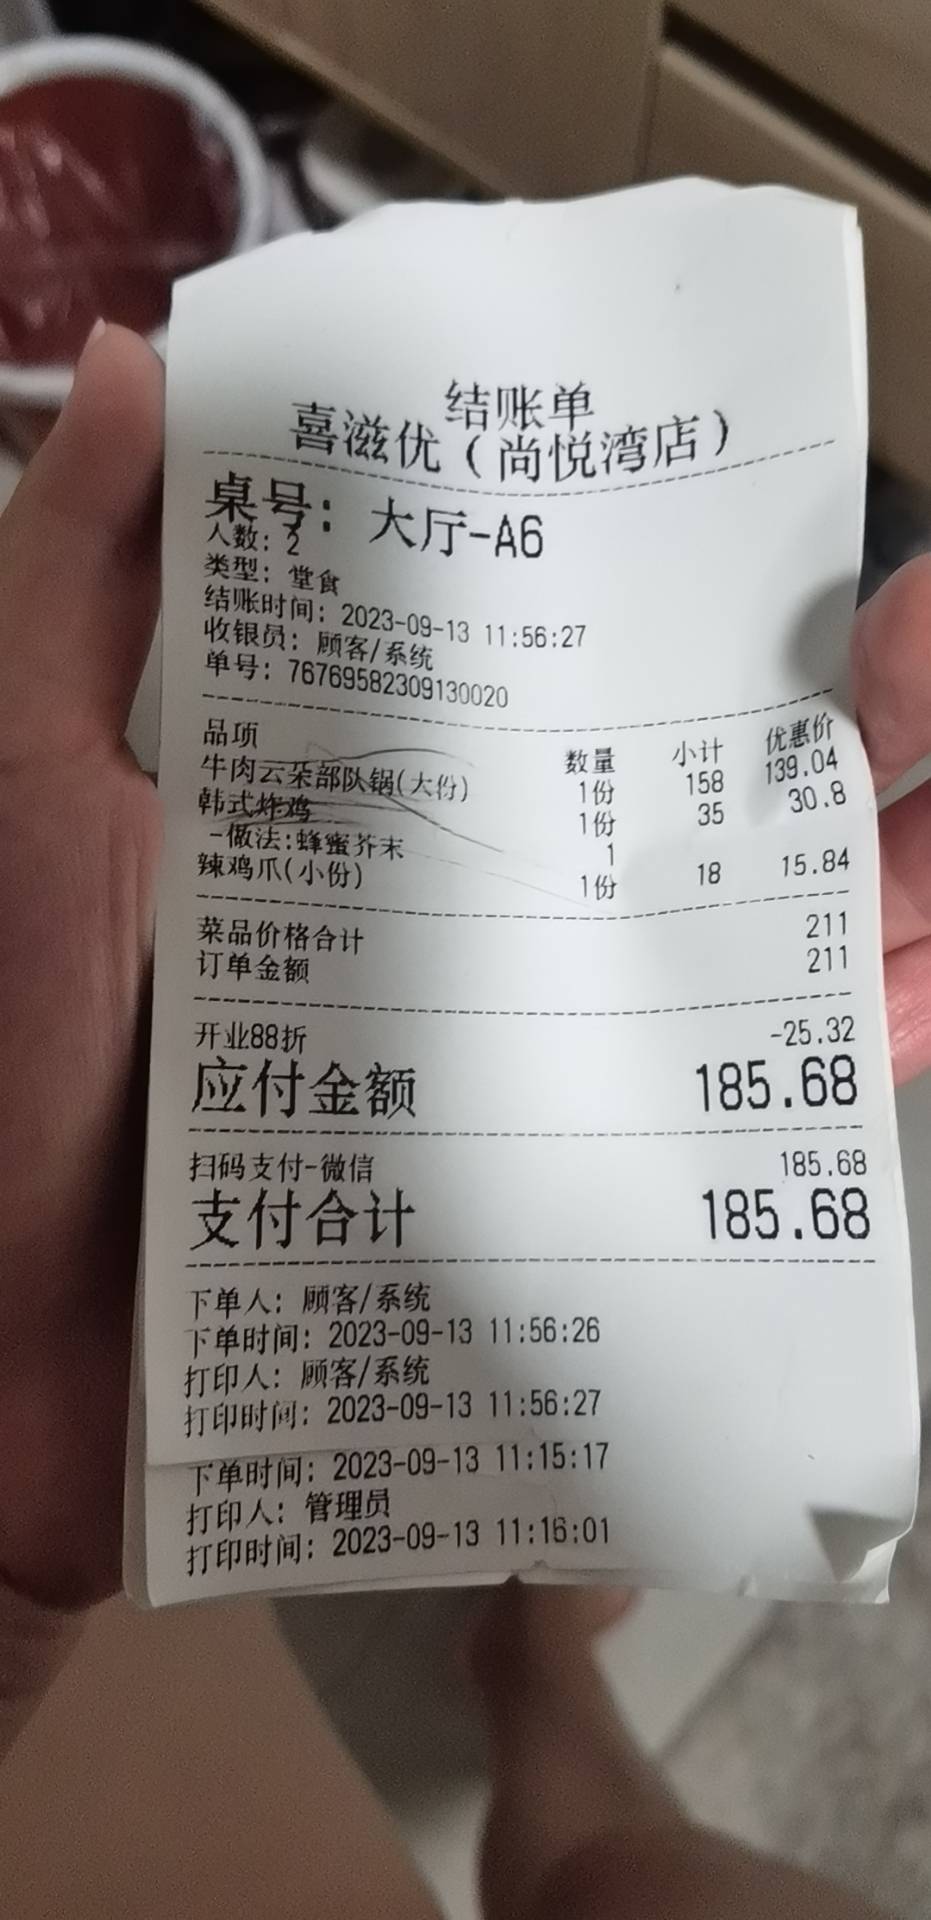 结账单
喜滋优（尚悦湾店）
桌号：大厅-A6
人数：2
类型：堂食
结账时间：2023-09-13 11:56:27
收银员：顾客/系统
单号：767695823091​30020
品项 数量 小计 优惠价
牛肉云朵部队锅(大份) 1份 158 139.04
韩式炸鸡 1份 35 30.8
-做法:蜂蜜芥末 1
辣鸡爪(小份) 1份 18 15.84
菜品价格合计 211
订单金额 211
开业88折 -25.32
应付金额 185.68
扫码支付-微信 185.68
支付合计 185.68
下单人：顾客/系统
下单时间：2023-09-13 11:56:26
打印人：顾客/系统
打印时间：2023-09-13 11:56:27
下单时间：2023-09-13 11:15:17
打印人：管理员
打印时间：2023-09-13 11:16:01